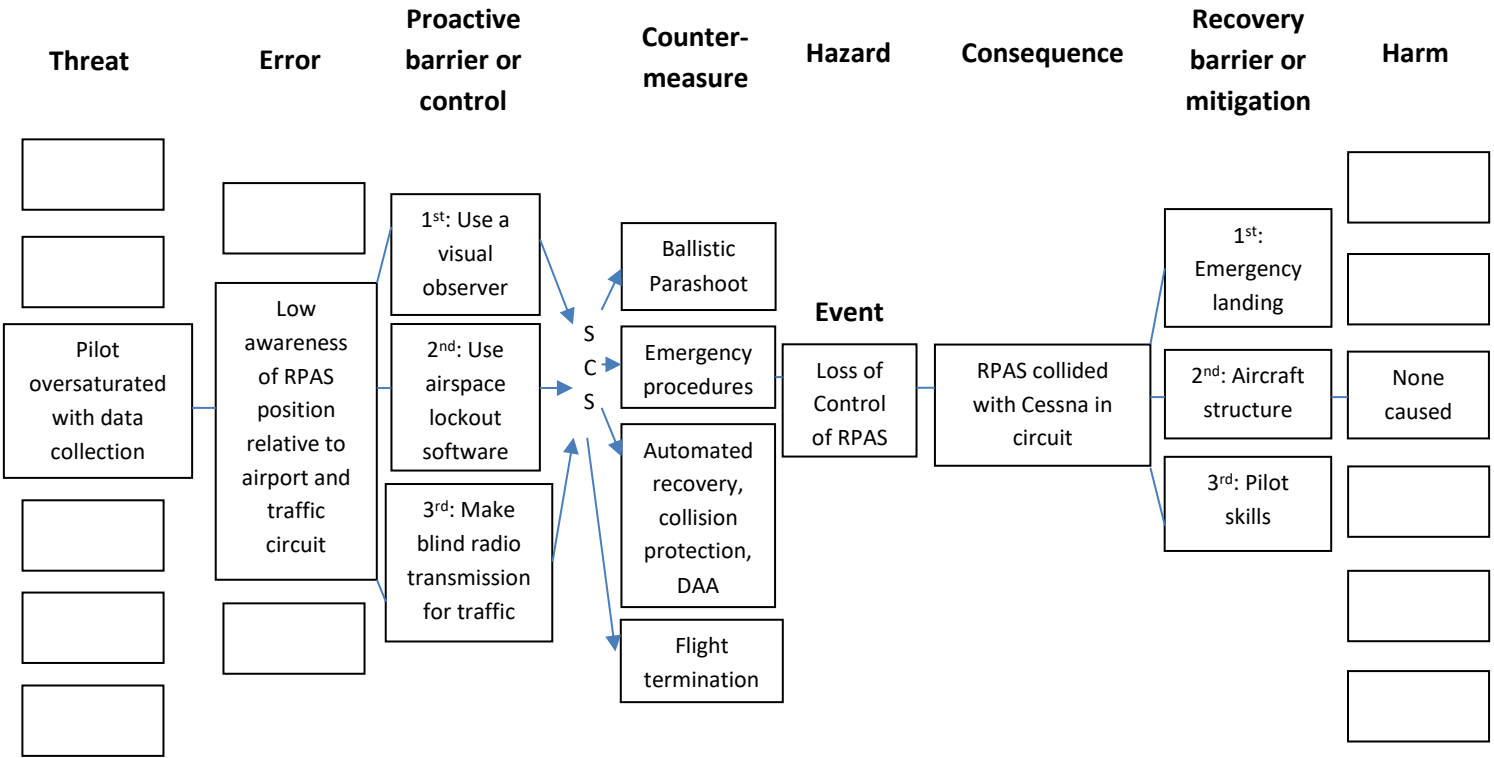 Threat
Error
Proactive
barrier or
control
Counter-
measure
Hazard
Consequence
Recovery
barrier or
mitigation
Harm
Pilot
oversaturated
with data
collection
Low
awareness
of RPAS
position
relative to
airport and
traffic
circuit
1st: Use a
visual
observer
2nd: Use
airspace
lockout
software
3rd: Make
blind radio
transmission
for traffic
S
C
S
Ballistic
Parashoot
Emergency
procedures
Automated
recovery,
collision
protection,
DAA
Flight
termination
Event
Loss of
Control
of RPAS
RPAS collided
with Cessna in
circuit
1st:
Emergency
landing
2nd: Aircraft
structure
3rd: Pilot
skills
None
caused